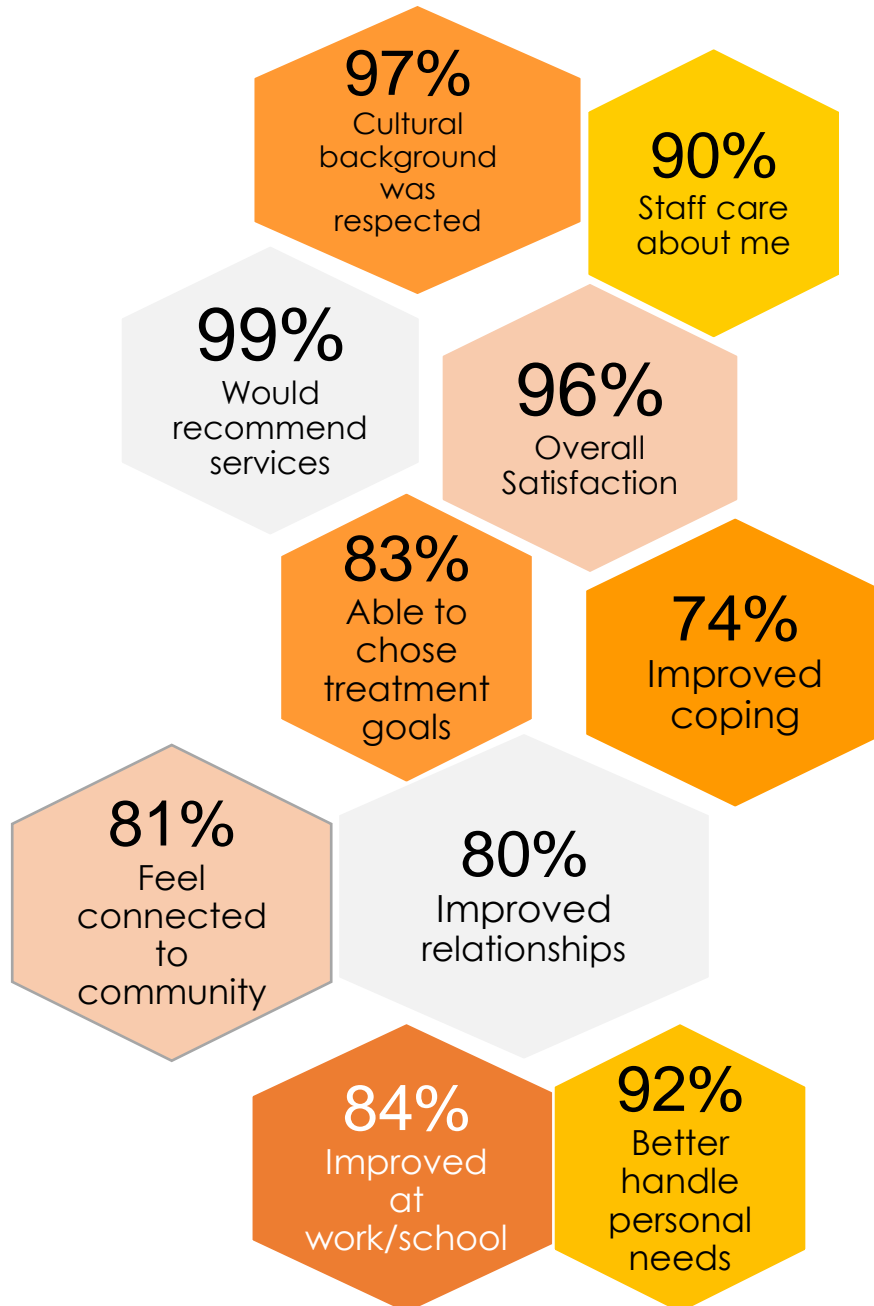 97%
Cultural
background
was
respected
90%
Staff care
about me
99%
Would
recommend
services
96%
Overall
Satisfaction
83%
Able to
chose
treatment
goals
74%
Improved
coping
81%
Feel
connected
to
community
80%
Improved
relationships
84%
Improved
at
work/school
92%
Better
handle
personal
needs